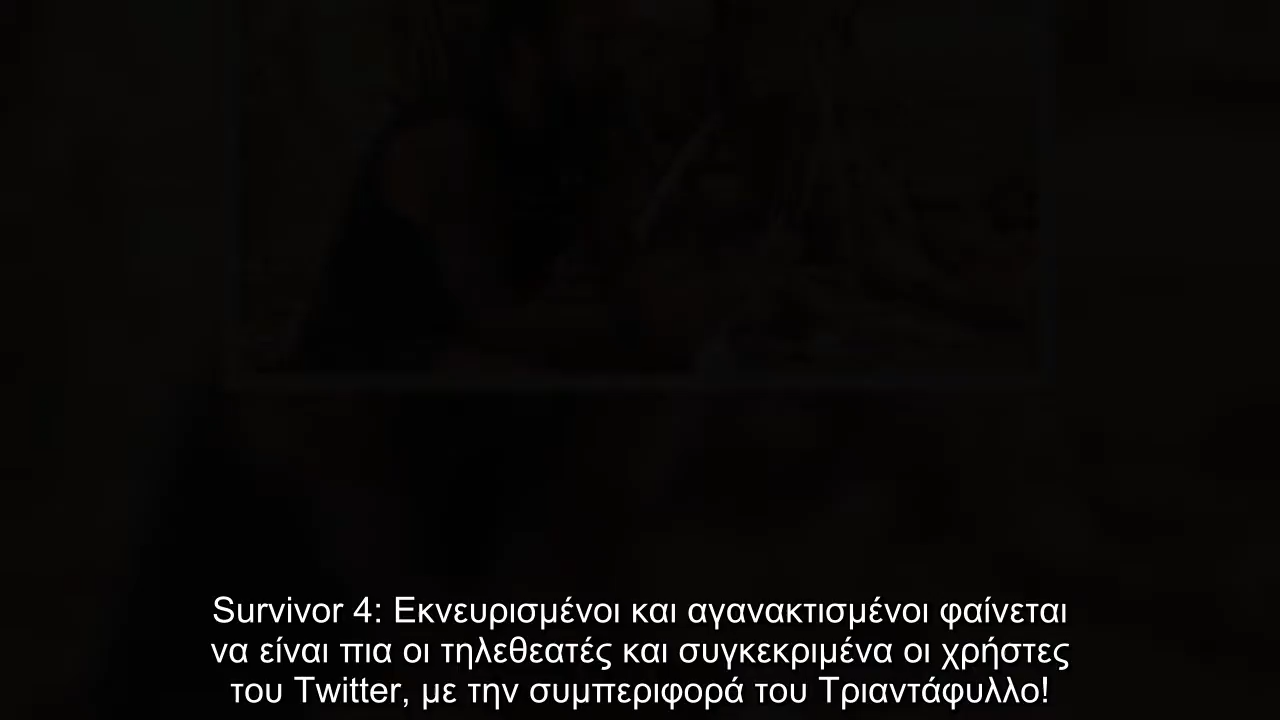 Survivor 4: Εκνευρισμένοι και αγανακτισμένοι φαίνεται
να είναι πια οι τηλεθεατές και συγκεκριμένα οι χρήστες
του Twitter, με την συμπεριφορά του Τριαντάφυλλο!